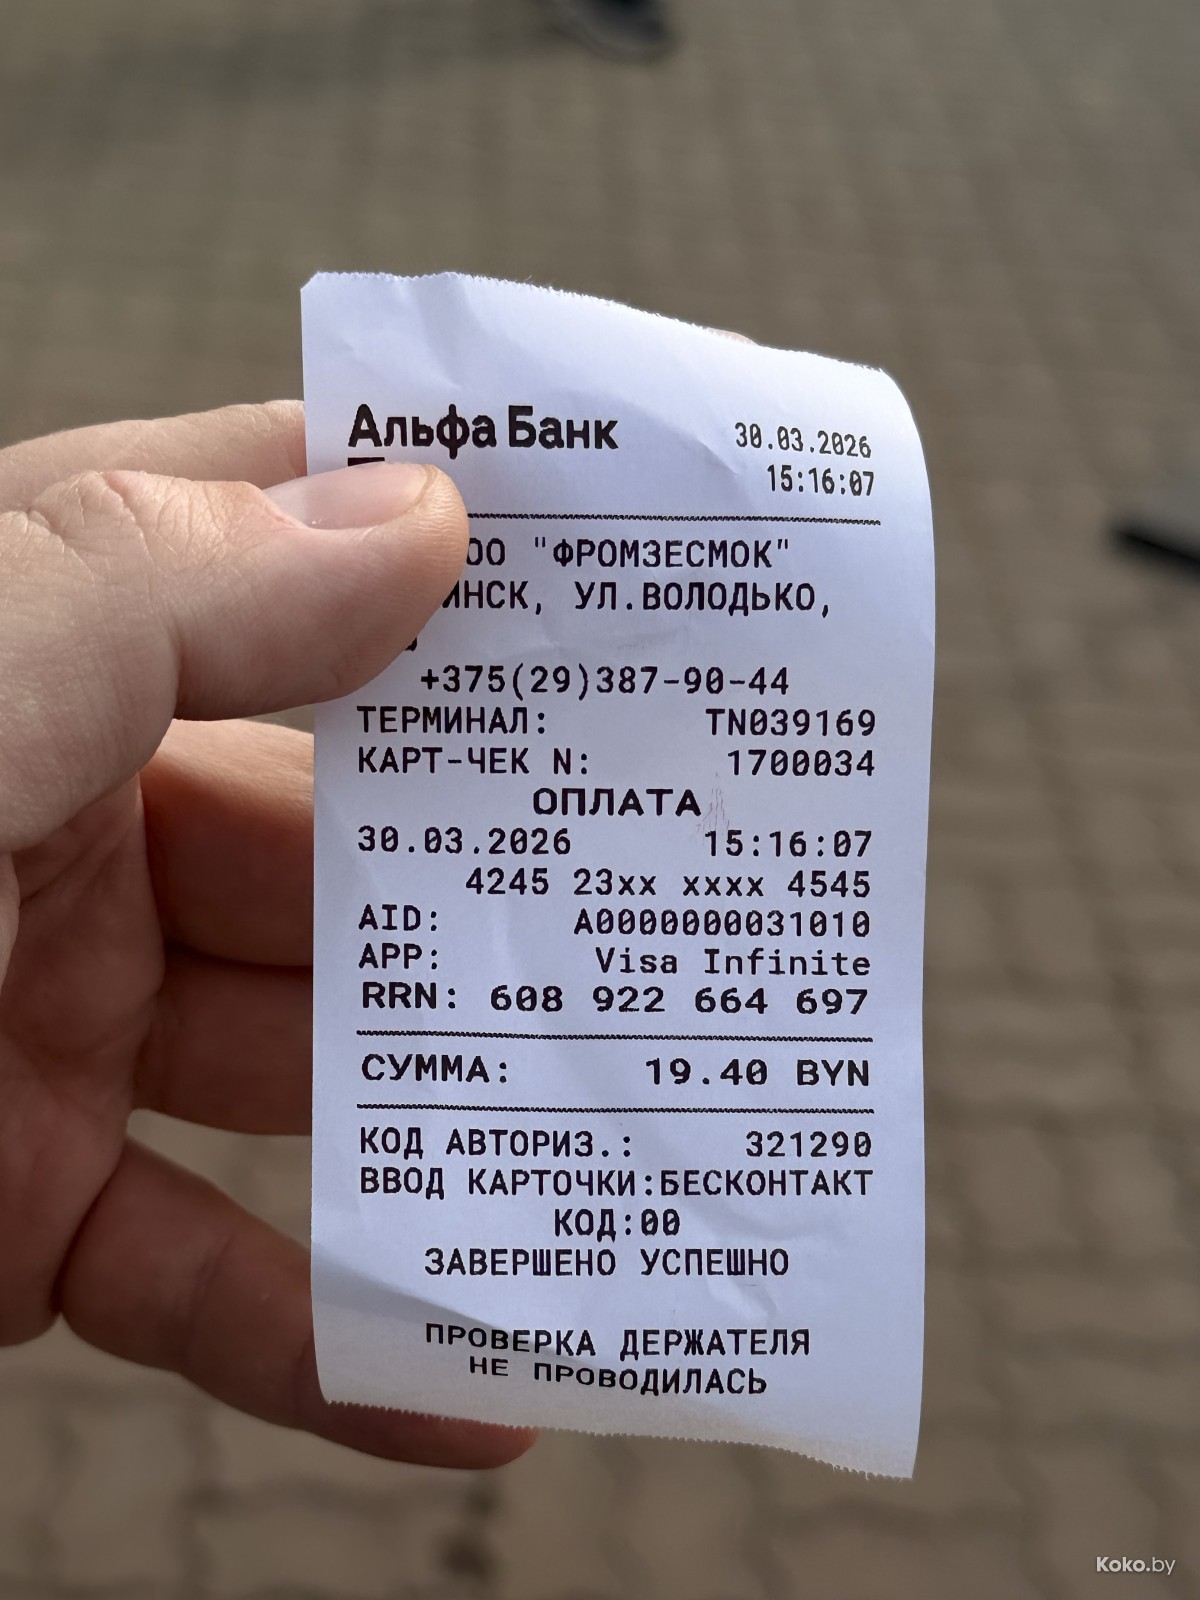 Альфа Банк
30.03.2026
15:16:07
ОО "ФРОМЗЕСМОК"
ИНСК, УЛ.ВОЛОДЬКО,
+375(29)387-90-44
ТЕРМИНАЛ: TN039169
КАРТ-ЧЕК N: 1700034
ОПЛАТА
30.03.2026 15:16:07
4245 23xx xxxx 4545
AID: A0000000031010
APP: Visa Infinite
RRN: 608 922 664 697
СУММА: 19.40 BYN
КОД АВТОРИЗ.: 321290
ВВОД КАРТОЧКИ:БЕСКОНТАКТ
КОД:00
ЗАВЕРШЕНО УСПЕШНО
ПРОВЕРКА ДЕРЖАТЕЛЯ
НЕ ПРОВОДИЛАСЬ
Koko.by